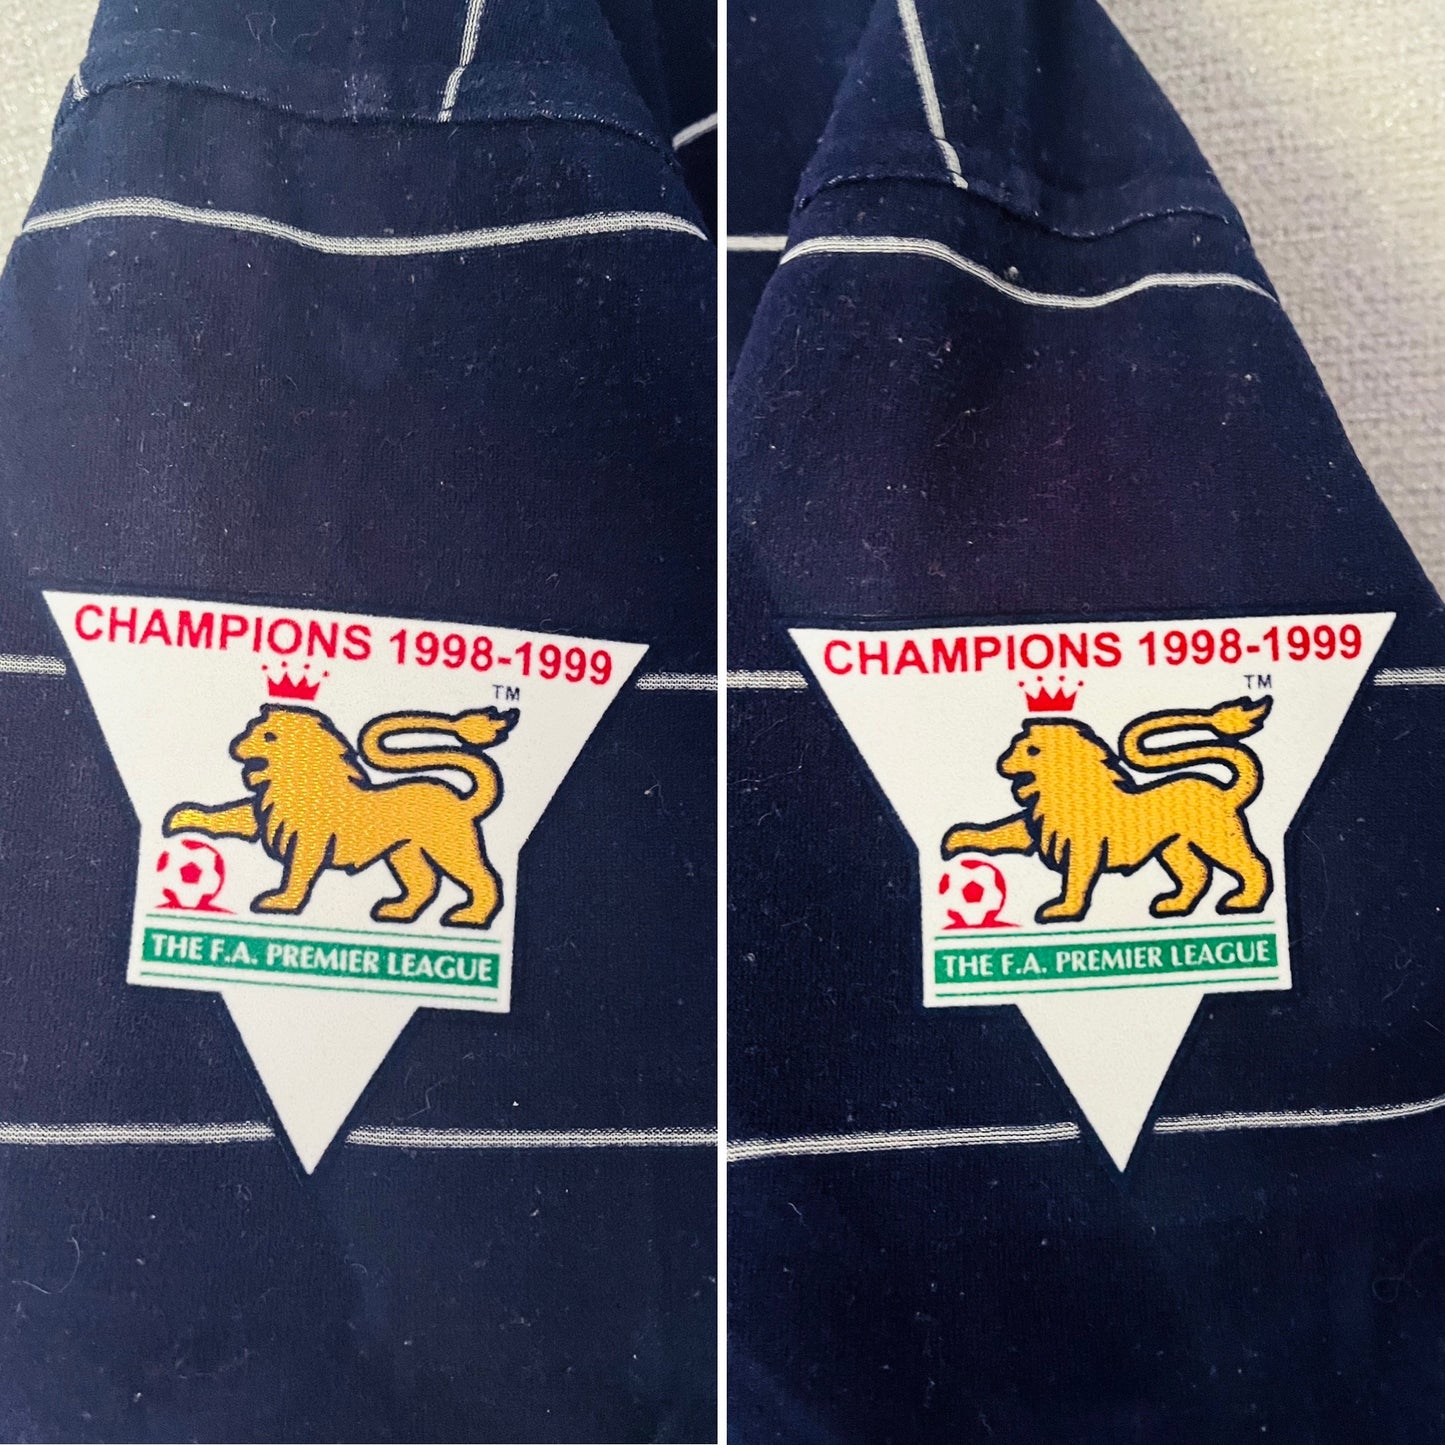 CHAMPIONS 1998-1999
TM
THE F.A. PREMIER LEAGUE
CHAMPIONS 1998-1999
TM
THE F.A. PREMIER LEAGUE